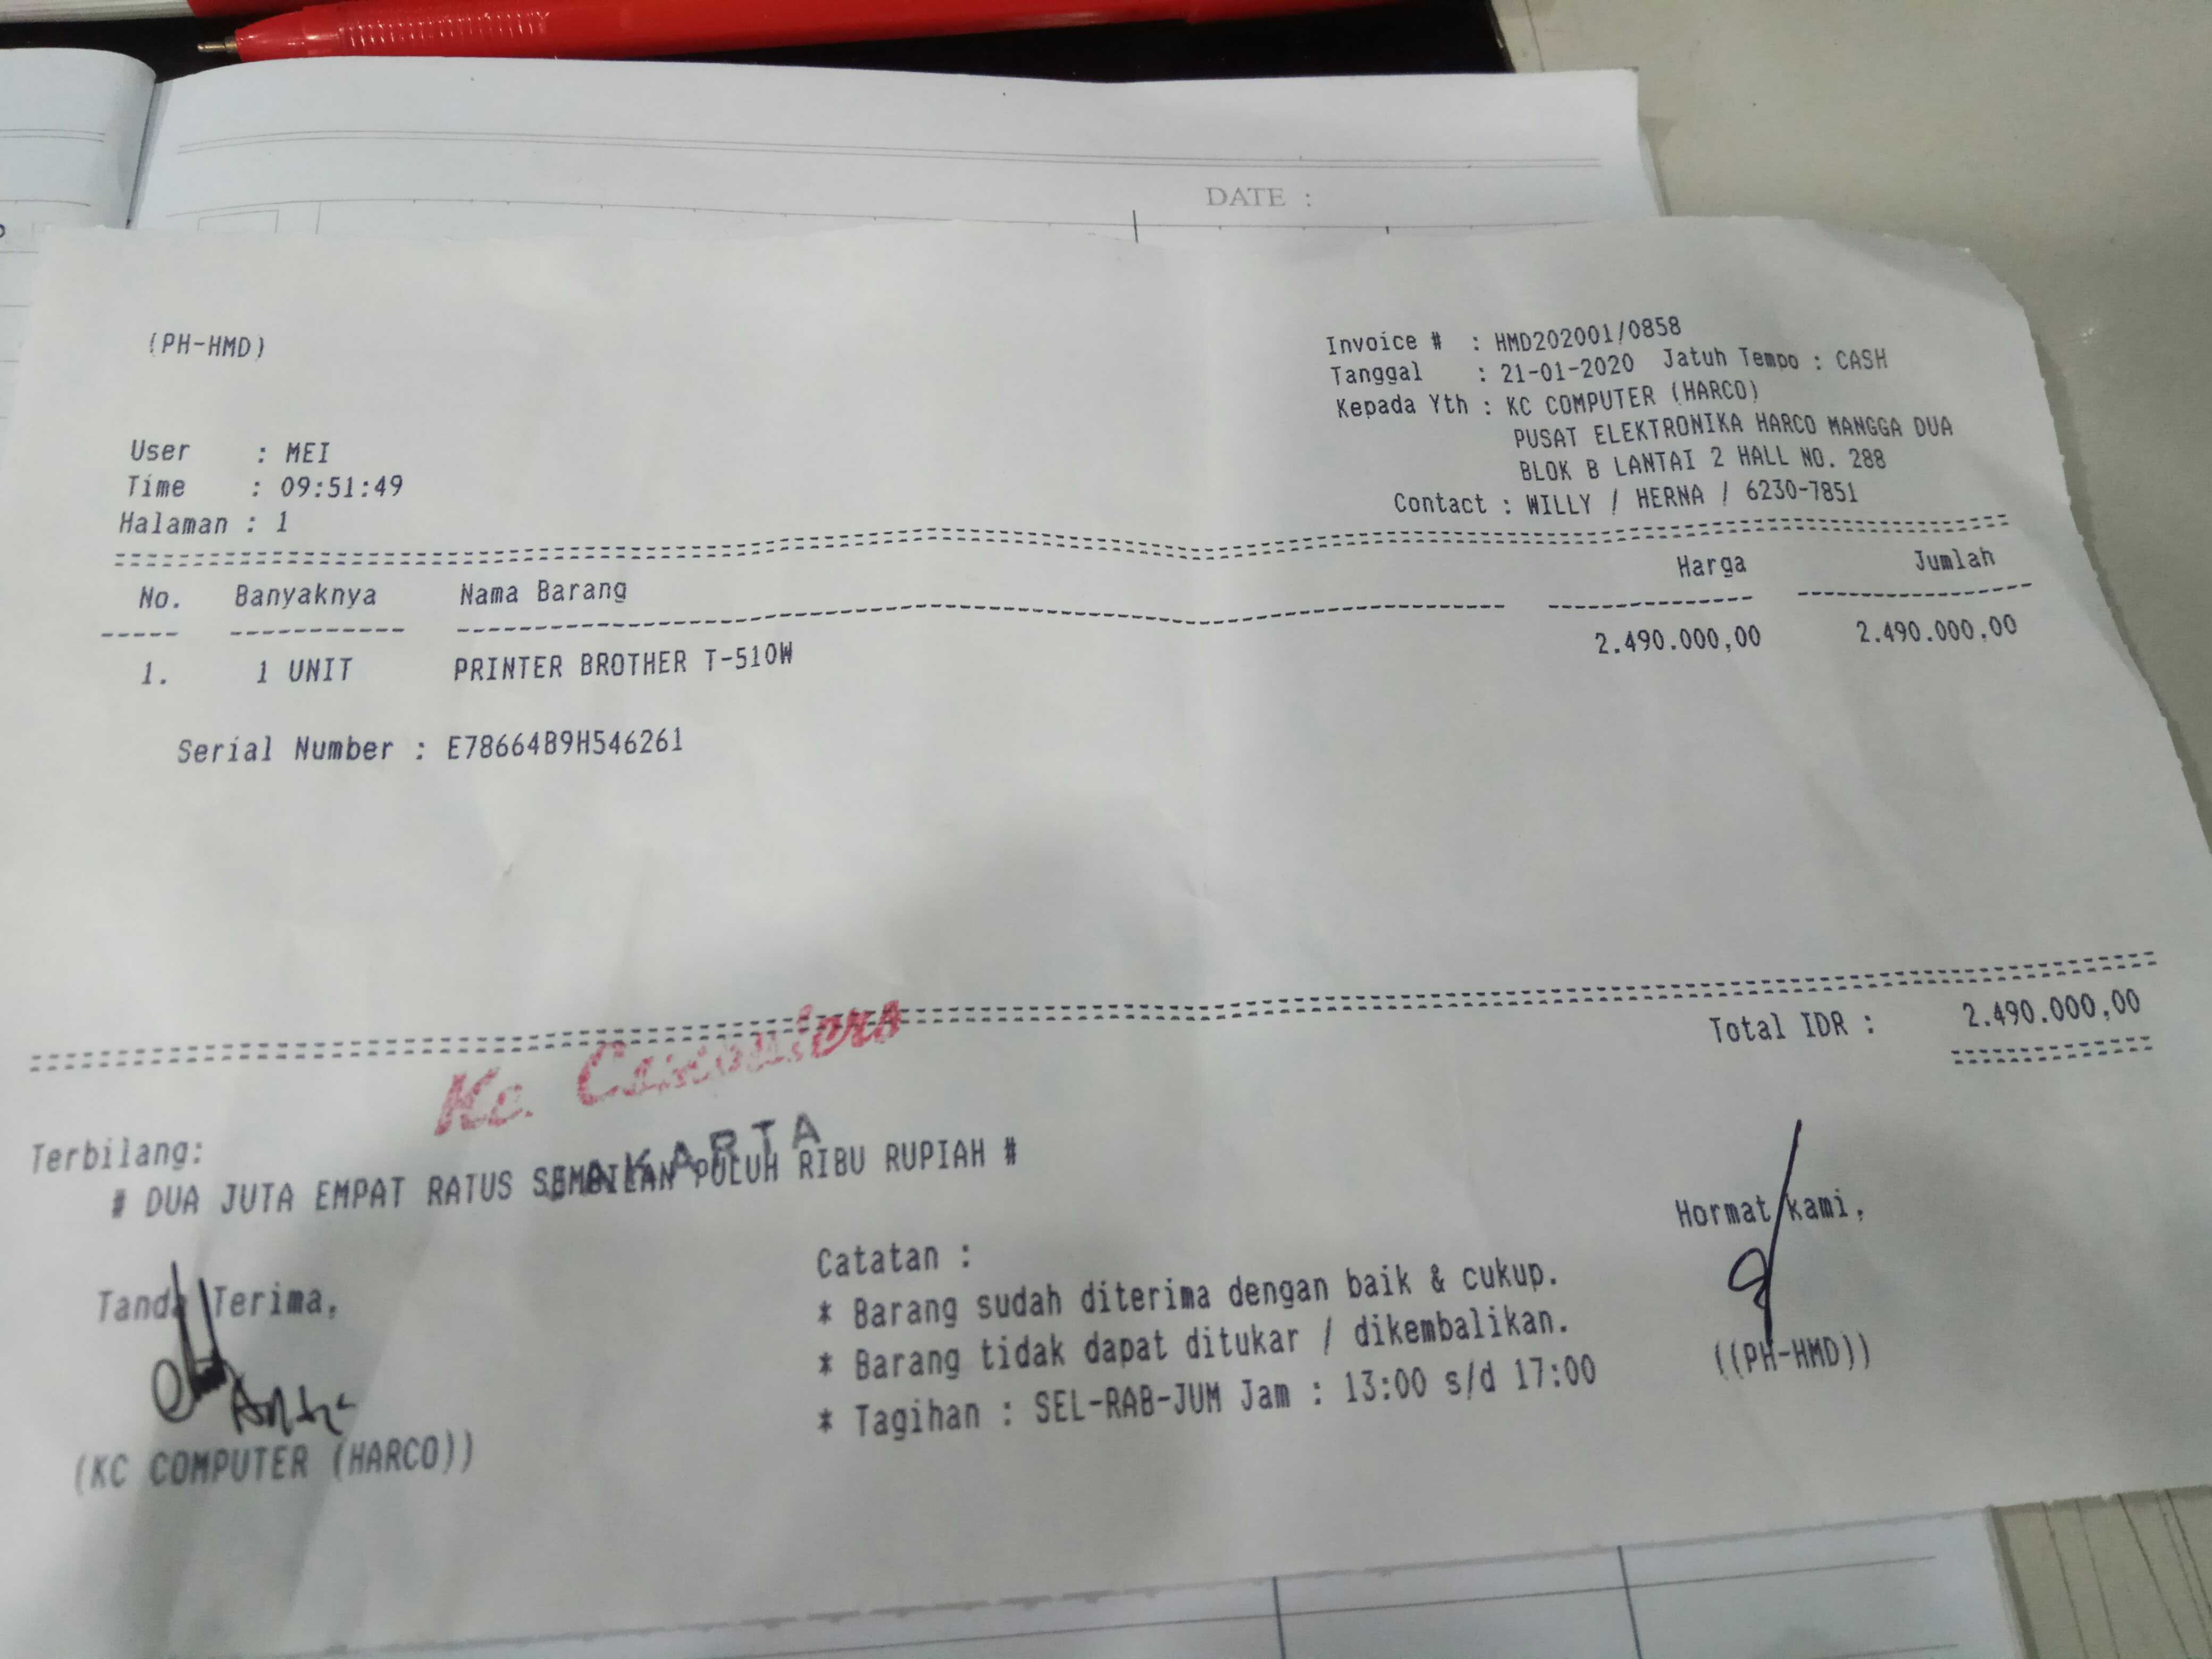 DATE :
(PH-HMD)
Invoice # : HMD202001/0858
Tanggal : 21-01-2020 Jatuh Tempo : CASH
Kepada Yth : KC COMPUTER (HARCO)
PUSAT ELEKTRONIKA HARCO MANGGA DUA
BLOK B LANTAI 2 HALL NO. 288
Contact : WILLY / HERNA / 6230-7851
User : MEI
Time : 09:51:49
Halaman : 1
No. Banyaknya Nama Barang Harga Jumlah
1. 1 UNIT PRINTER BROTHER T-510W 2.490.000,00 2.490.000,00
Serial Number : E78664B9H546261
Total IDR : 2.490.000,00
Kc.
JAKARTA
Terbilang:
# DUA JUTA EMPAT RATUS SEMBILAN PULUH RIBU RUPIAH #
Tanda Terima,
(KC COMPUTER (HARCO))
Catatan :
* Barang sudah diterima dengan baik & cukup.
* Barang tidak dapat ditukar / dikembalikan.
* Tagihan : SEL-RAB-JUM Jam : 13:00 s/d 17:00
Hormat kami,
((PH-HMD))